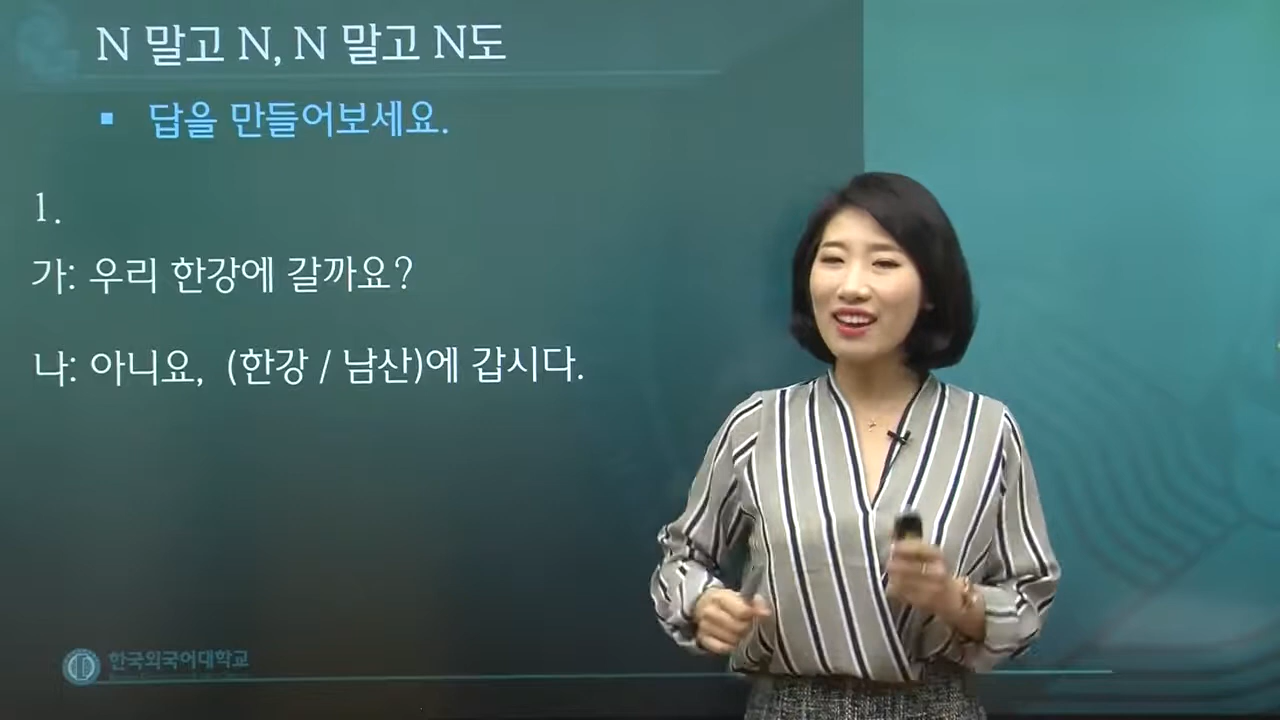 N 말고 N, N 말고 N도
▪ 답을 만들어보세요.
1.
가: 우리 한강에 갈까요?
나: 아니요, (한강 / 남산)에 갑시다.
한국외국어대학교